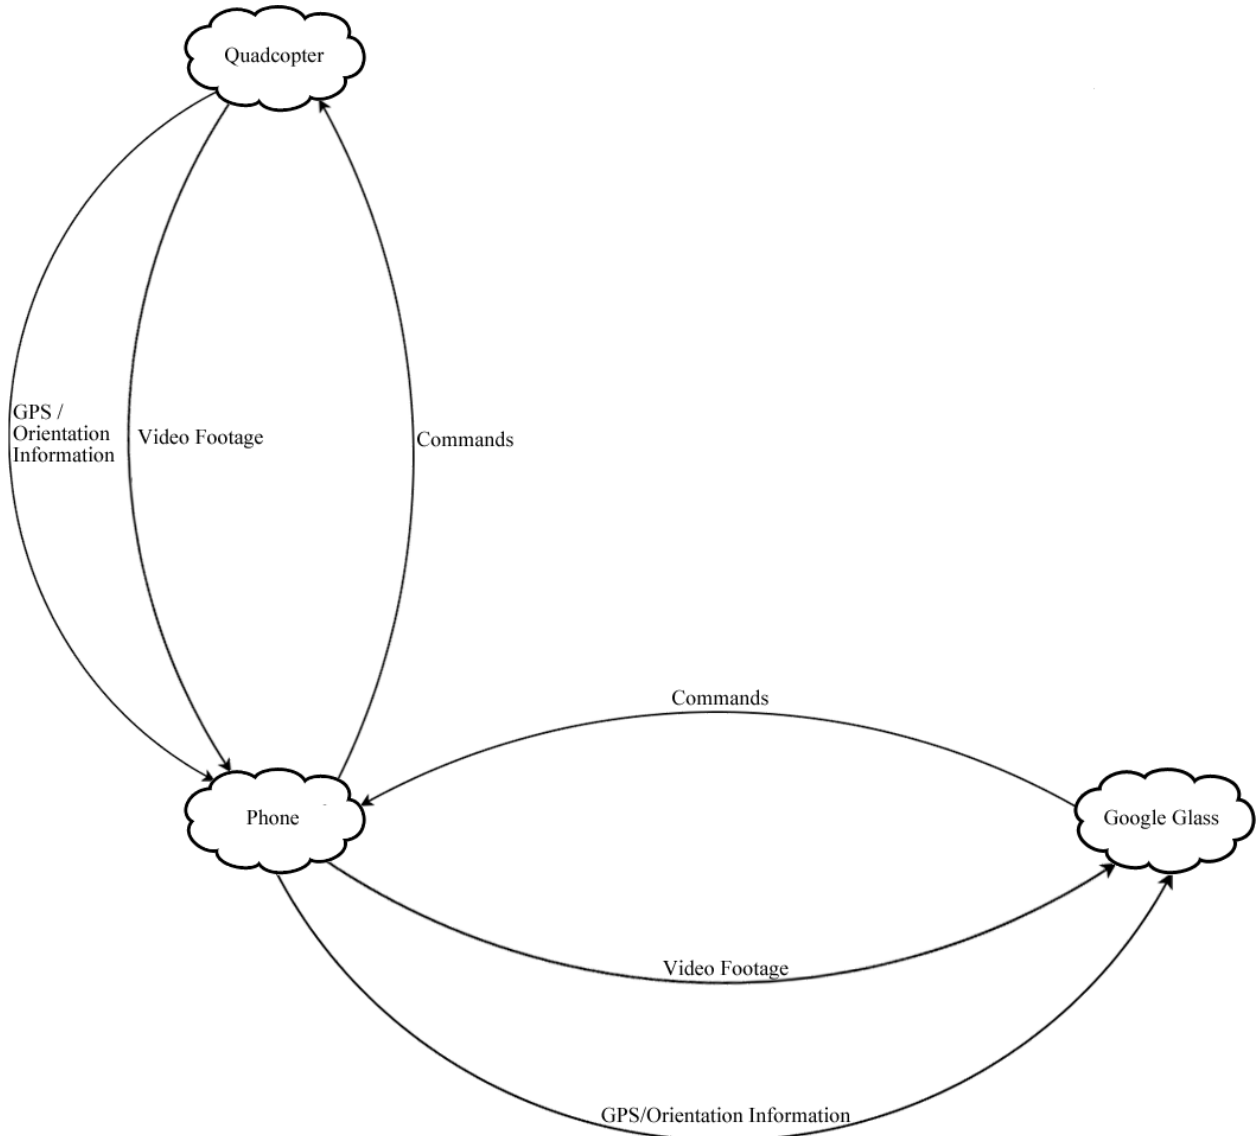 Quadcopter
GPS /
Orientation
Information
Video Footage
Commands
Commands
Phone
Google Glass
Video Footage
GPS/Orientation Information